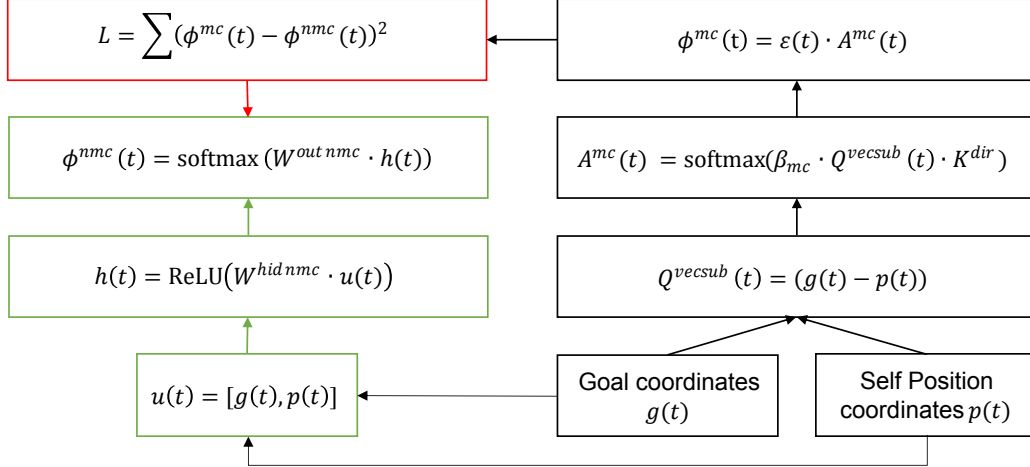 L = ∑(ϕ^{mc}(t) − ϕ^{nmc}(t))²
ϕ^{mc}(t) = ε(t) · A^{mc}(t)
ϕ^{nmc}(t) = softmax (W^{out nmc} · h(t))
A^{mc}(t) = softmax(β_{mc} · Q^{vecsub}(t) · K^{dir})
h(t) = ReLU(W^{hid nmc} · u(t))
Q^{vecsub}(t) = (g(t) − p(t))
u(t) = [g(t), p(t)]
Goal coordinates
g(t)
Self Position
coordinates p(t)